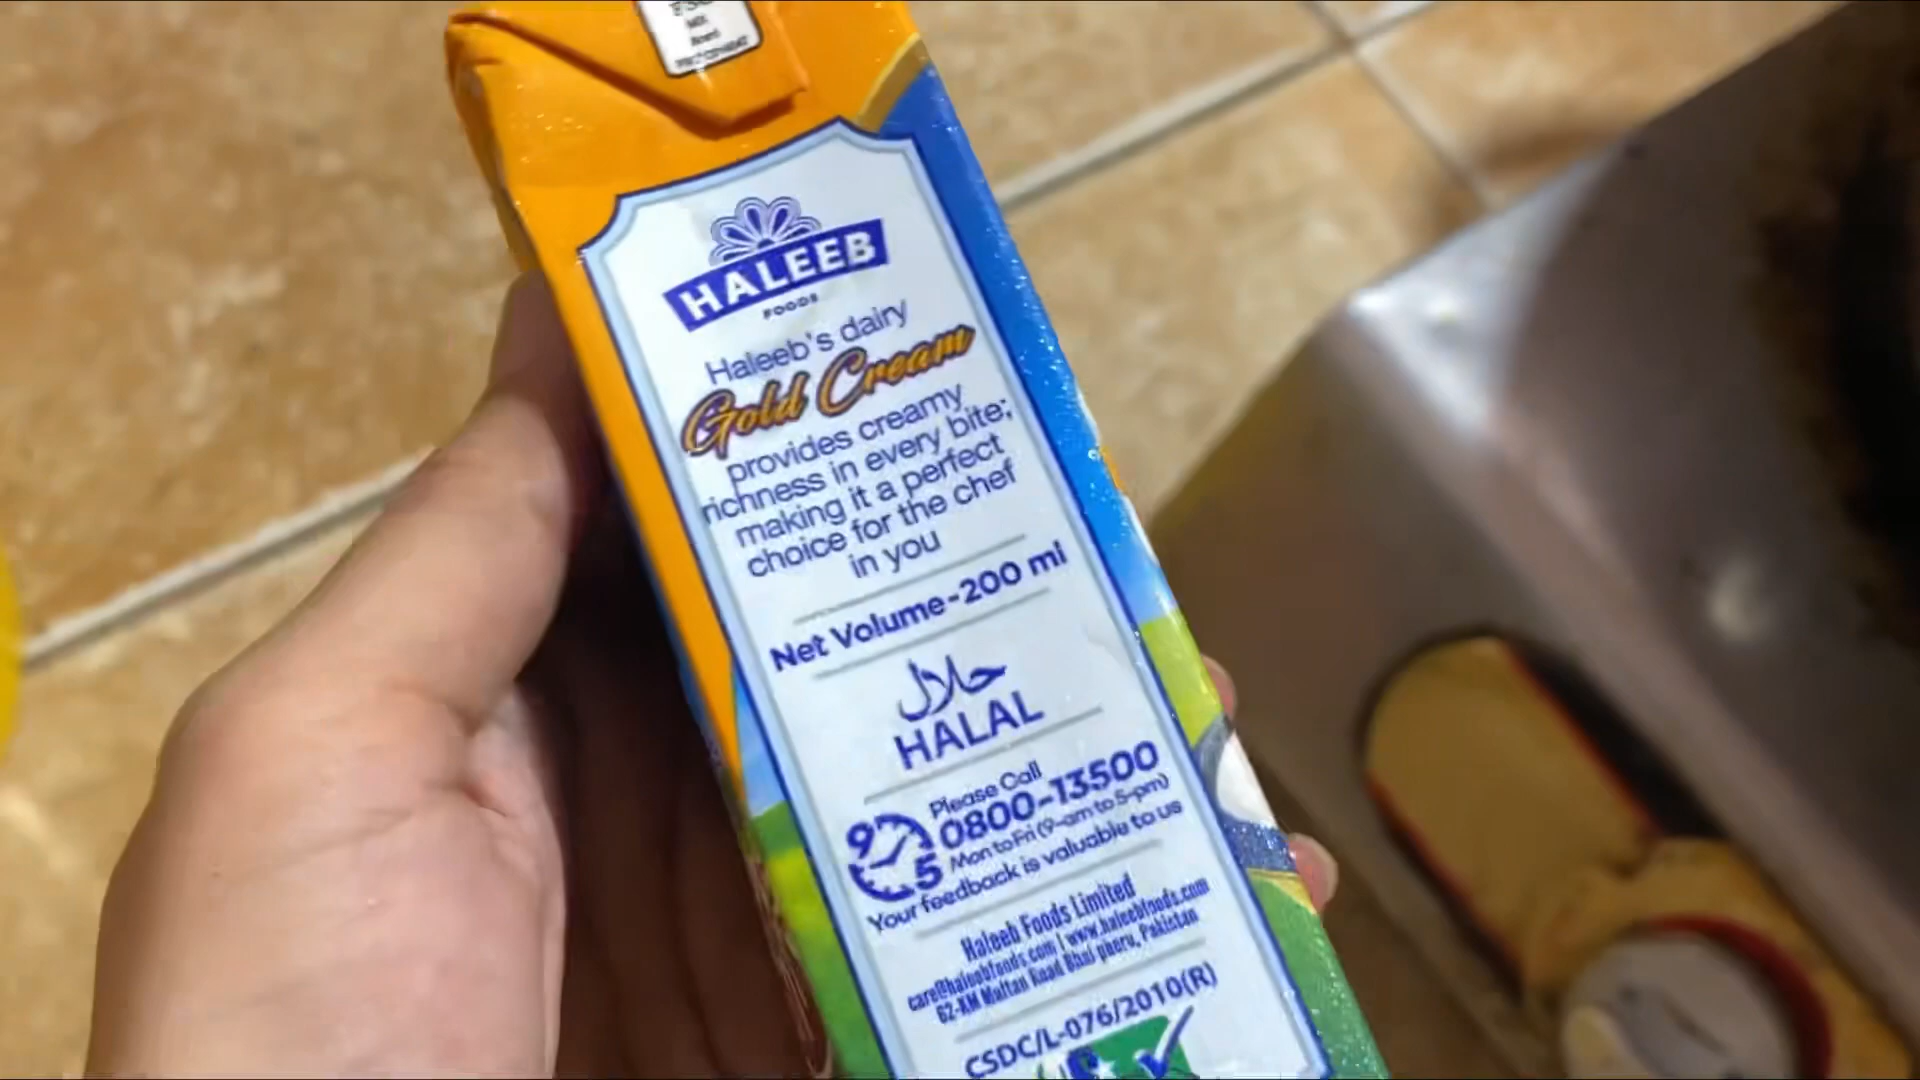 FSC
MIX
Board
HALEEB
FOODS
Haleeb's dairy
Gold Cream
provides creamy
richness in every bite;
making it a perfect
choice for the chef
in you
Net Volume-200 ml
حلال
HALAL
Please Call
0800-13500
9
5
Mon to Fri (9-am to 5-pm)
Your feedback is valuable to us
Haleeb Foods Limited
care@haleebfoods.com | www.haleebfoods.com
62-KM Multan Road Bhai pheru, Pakistan
CSDC/L-076/2010(R)